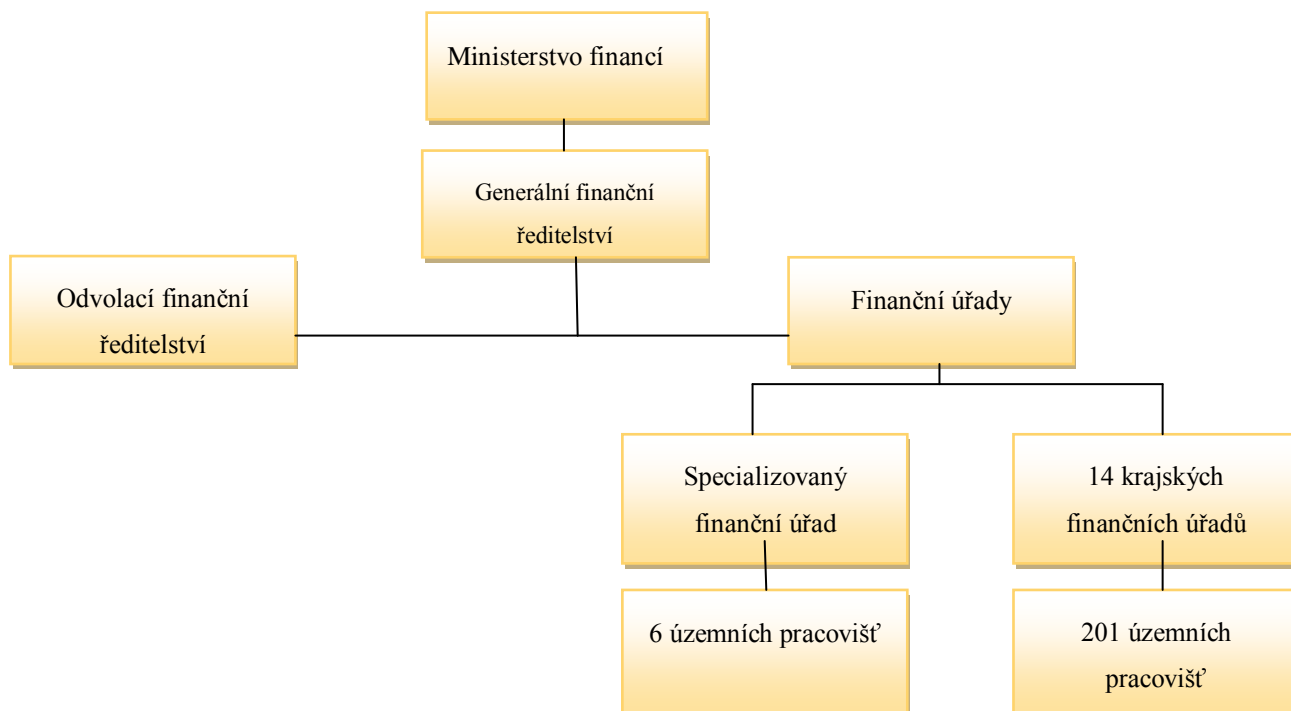 Ministerstvo financí
Generální finanční
ředitelství
Odvolací finanční
ředitelství
Finanční úřady
Specializovaný
finanční úřad
14 krajských
finančních úřadů
6 územních pracovišť
201 územních
pracovišť